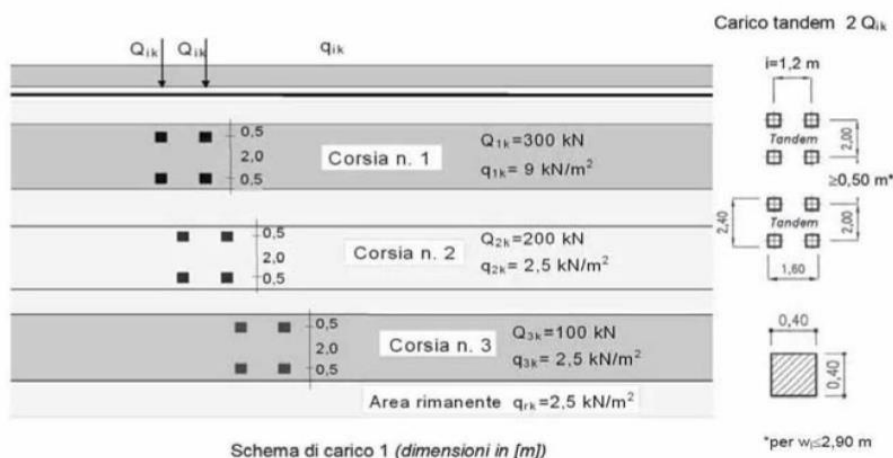 Carico tandem 2 Qik
Qik
Qik
qik
i=1,2 m
0,5
2,0
0,5
Corsia n. 1
Q1k=300 kN
q1k= 9 kN/m²
Tandem
2,00
≥0,50 m*
0,5
2,0
0,5
Corsia n. 2
Q2k=200 kN
q2k= 2,5 kN/m²
2,40
Tandem
2,00
1,60
0,5
2,0
0,5
Corsia n. 3
Q3k=100 kN
q3k= 2,5 kN/m²
0,40
0,40
Area rimanente qrk=2,5 kN/m²
*per wl≤2,90 m
Schema di carico 1 (dimensioni in [m])